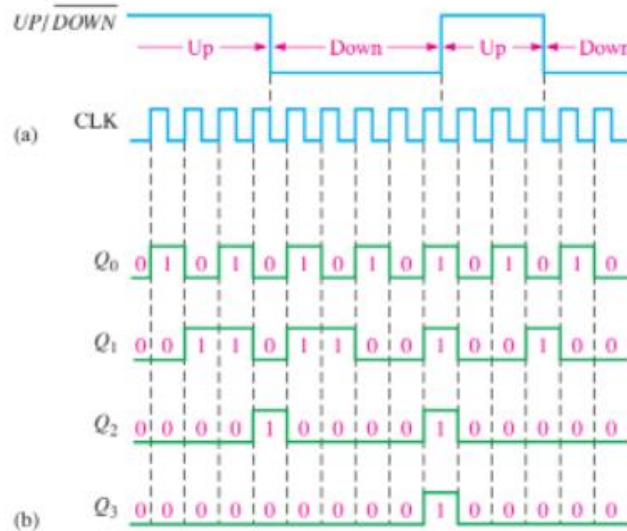 UP/DOWN
Up Down Up Down
(a) CLK
Q0 0 1 0 1 0 1 0 1 0 1 0 1 0 1 0
Q1 0 0 1 1 0 1 1 0 0 1 0 0 1 0 0
Q2 0 0 0 0 1 0 0 0 0 1 0 0 0 0 0
Q3 0 0 0 0 0 0 0 0 0 1 0 0 0 0 0
(b)